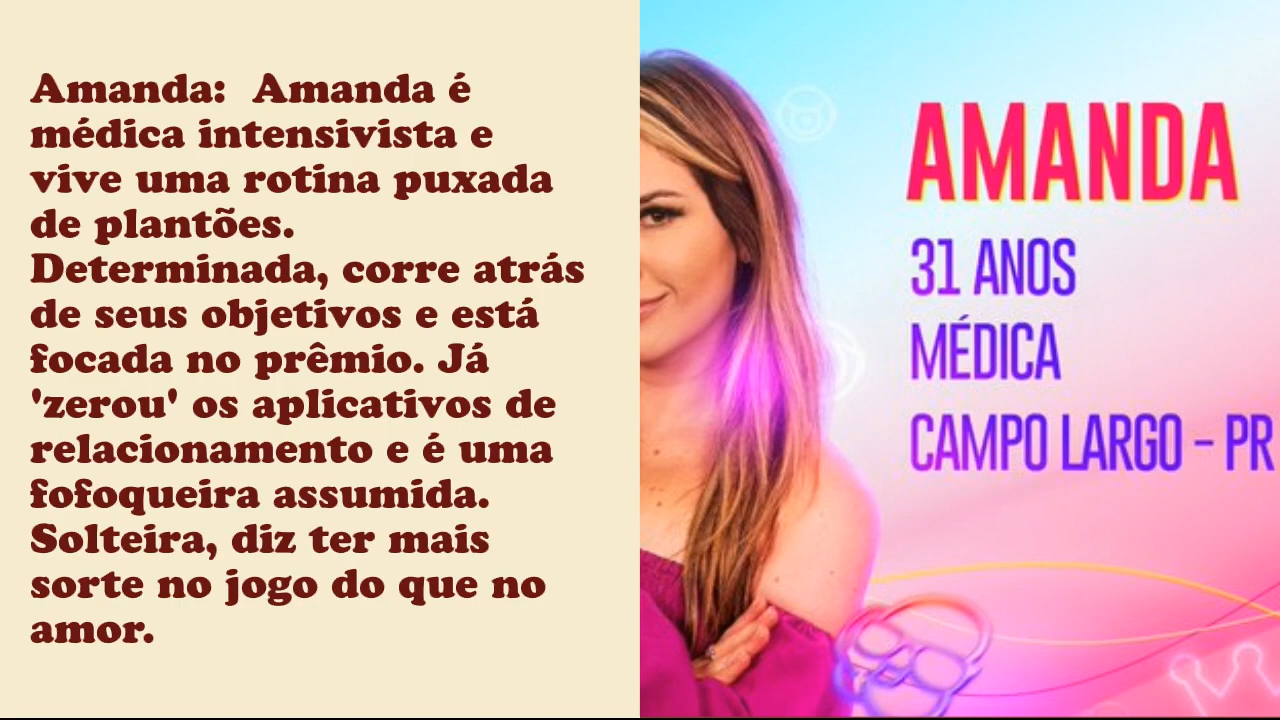 Amanda:  Amanda é
médica intensivista e
vive uma rotina puxada
de plantões.
Determinada, corre atrás
de seus objetivos e está
focada no prêmio. Já
'zerou' os aplicativos de
relacionamento e é uma
fofoqueira assumida.
Solteira, diz ter mais
sorte no jogo do que no
amor.
AMANDA
31 ANOS
MÉDICA
CAMPO LARGO - PR